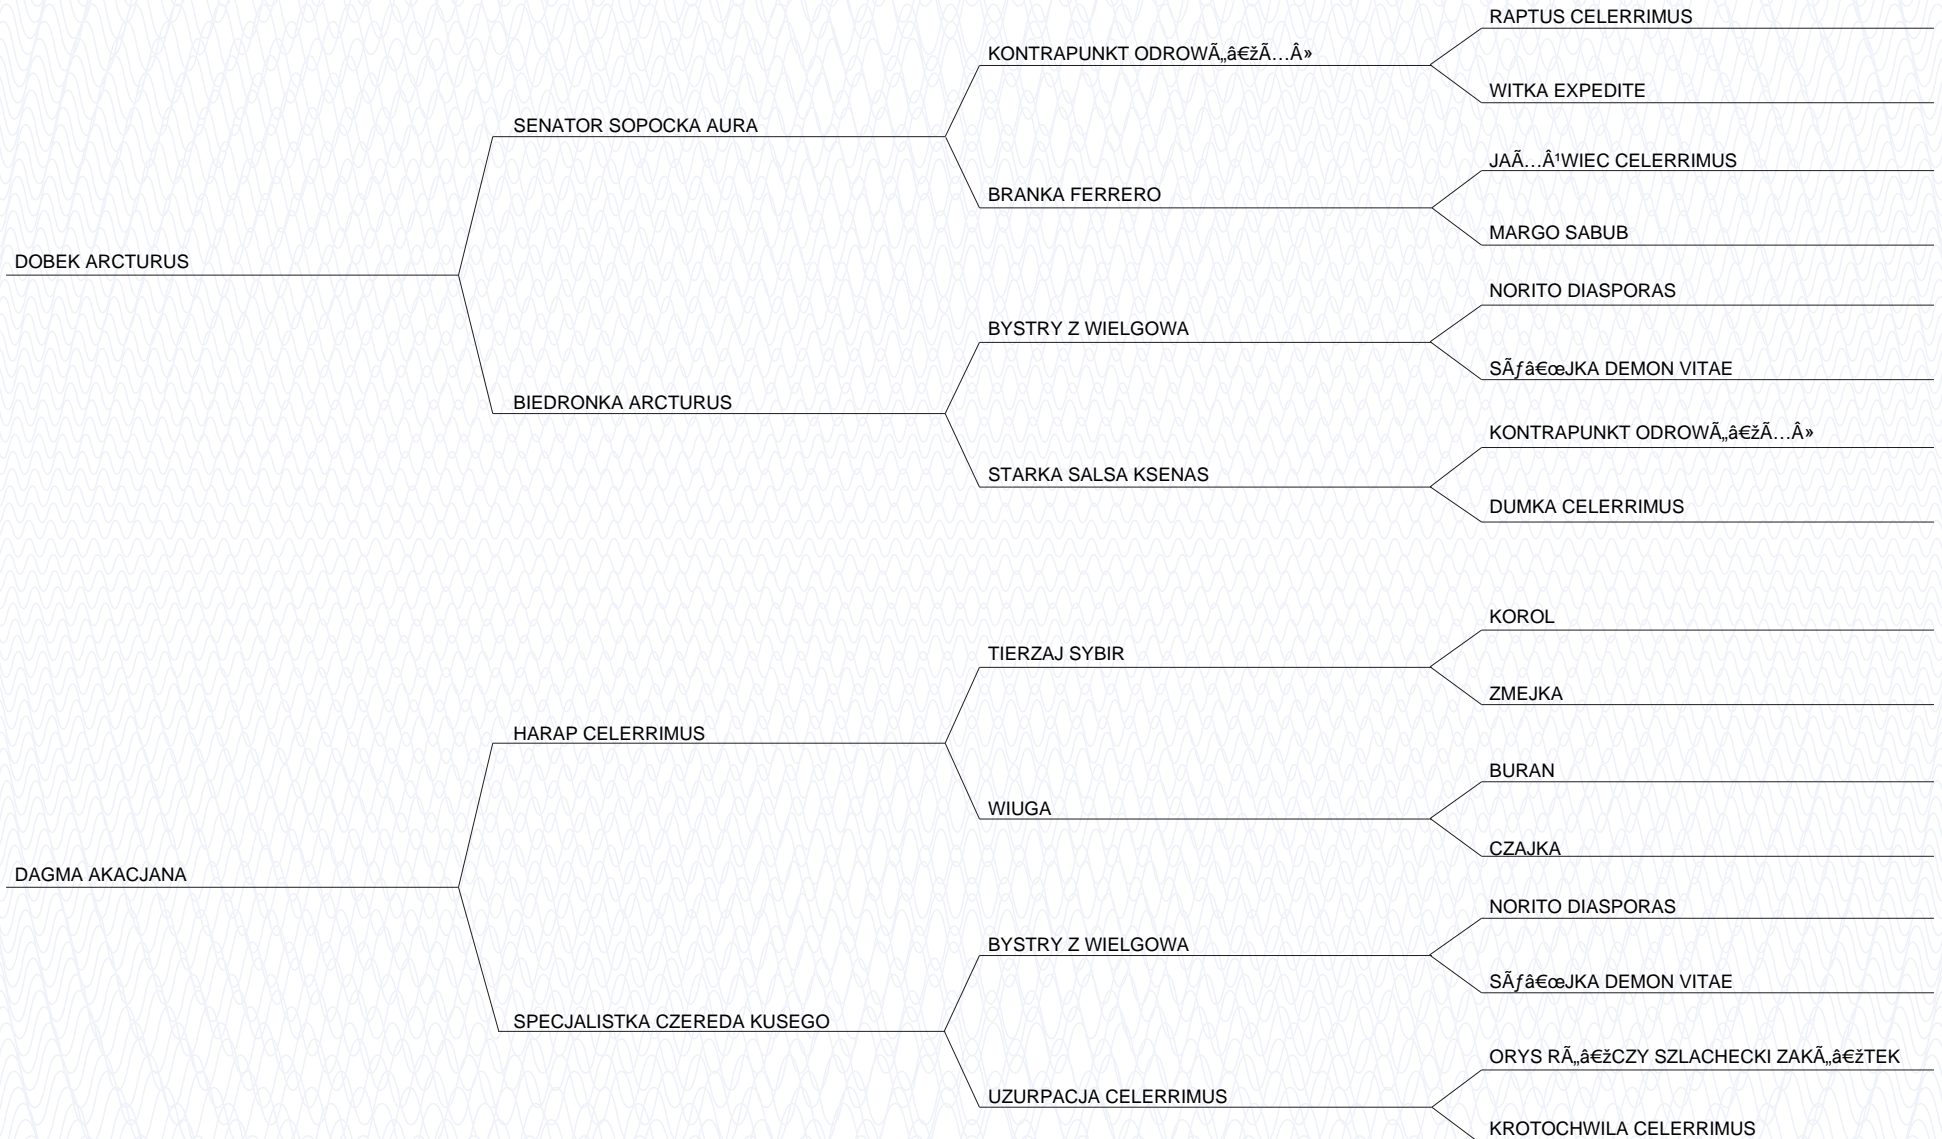 RAPTUS CELERRIMUS
KONTRAPUNKT ODROWÃ„â€žÃ…Â»
WITKA EXPEDITE
SENATOR SOPOCKA AURA
JAÃ…Â¹WIEC CELERRIMUS
BRANKA FERRERO
MARGO SABUB
DOBEK ARCTURUS
NORITO DIASPORAS
BYSTRY Z WIELGOWA
SÃƒâ€œJKA DEMON VITAE
BIEDRONKA ARCTURUS
KONTRAPUNKT ODROWÃ„â€žÃ…Â»
STARKA SALSA KSENAS
DUMKA CELERRIMUS
KOROL
TIERZAJ SYBIR
ZMEJKA
HARAP CELERRIMUS
BURAN
WIUGA
CZAJKA
DAGMA AKACJANA
NORITO DIASPORAS
BYSTRY Z WIELGOWA
SÃƒâ€œJKA DEMON VITAE
SPECJALISTKA CZEREDA KUSEGO
ORYS RÃ„â€žCZY SZLACHECKI ZAKÃ„â€žTEK
UZURPACJA CELERRIMUS
KROTOCHWILA CELERRIMUS